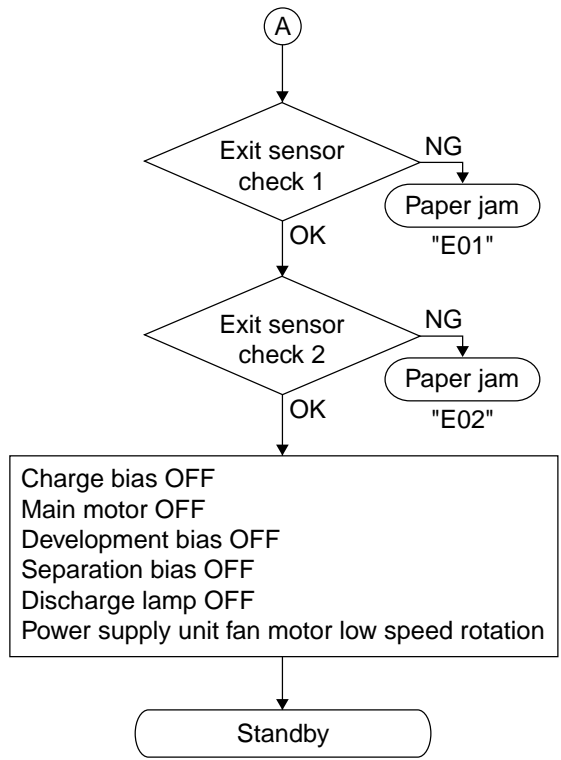 A
Exit sensor
check 1
NG
Paper jam
"E01"
OK
Exit sensor
check 2
NG
Paper jam
"E02"
OK
Charge bias OFF
Main motor OFF
Development bias OFF
Separation bias OFF
Discharge lamp OFF
Power supply unit fan motor low speed rotation
Standby